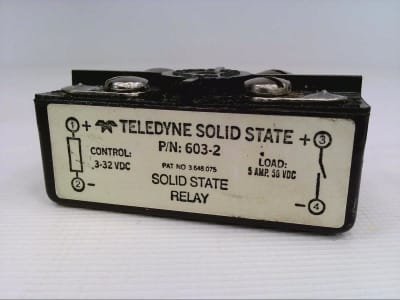 TELEDYNE SOLID STATE
1 + + 3
P/N: 603-2
CONTROL:
3-32 VDC
PAT NO 3.648.075
LOAD:
5 AMP, 50 VDC
2 - - 4
SOLID STATE
RELAY